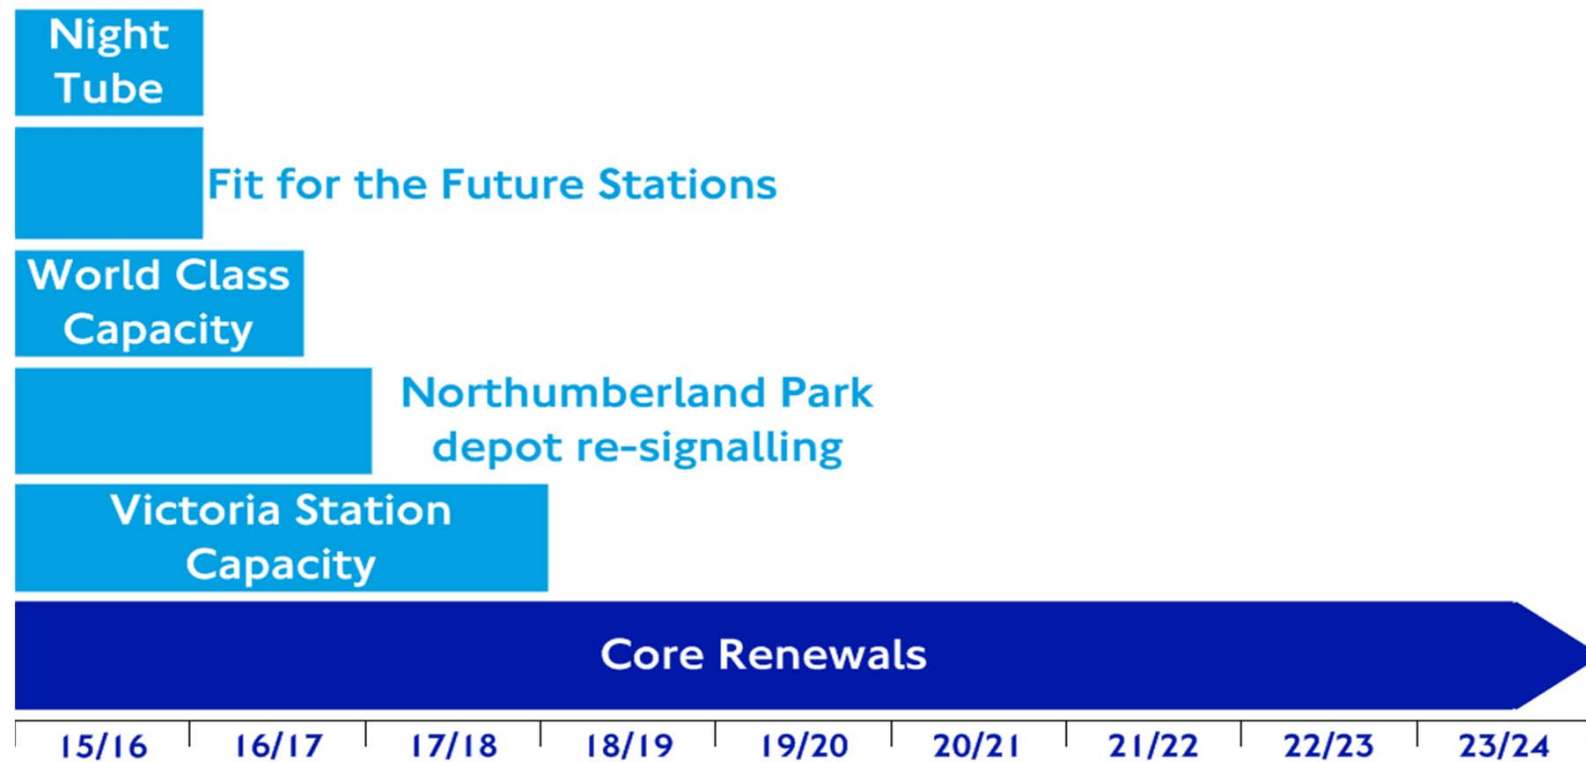 Night
Tube
Fit for the Future Stations
World Class
Capacity
Northumberland Park
depot re-signalling
Victoria Station
Capacity
Core Renewals
15/16 16/17 17/18 18/19 19/20 20/21 21/22 22/23 23/24